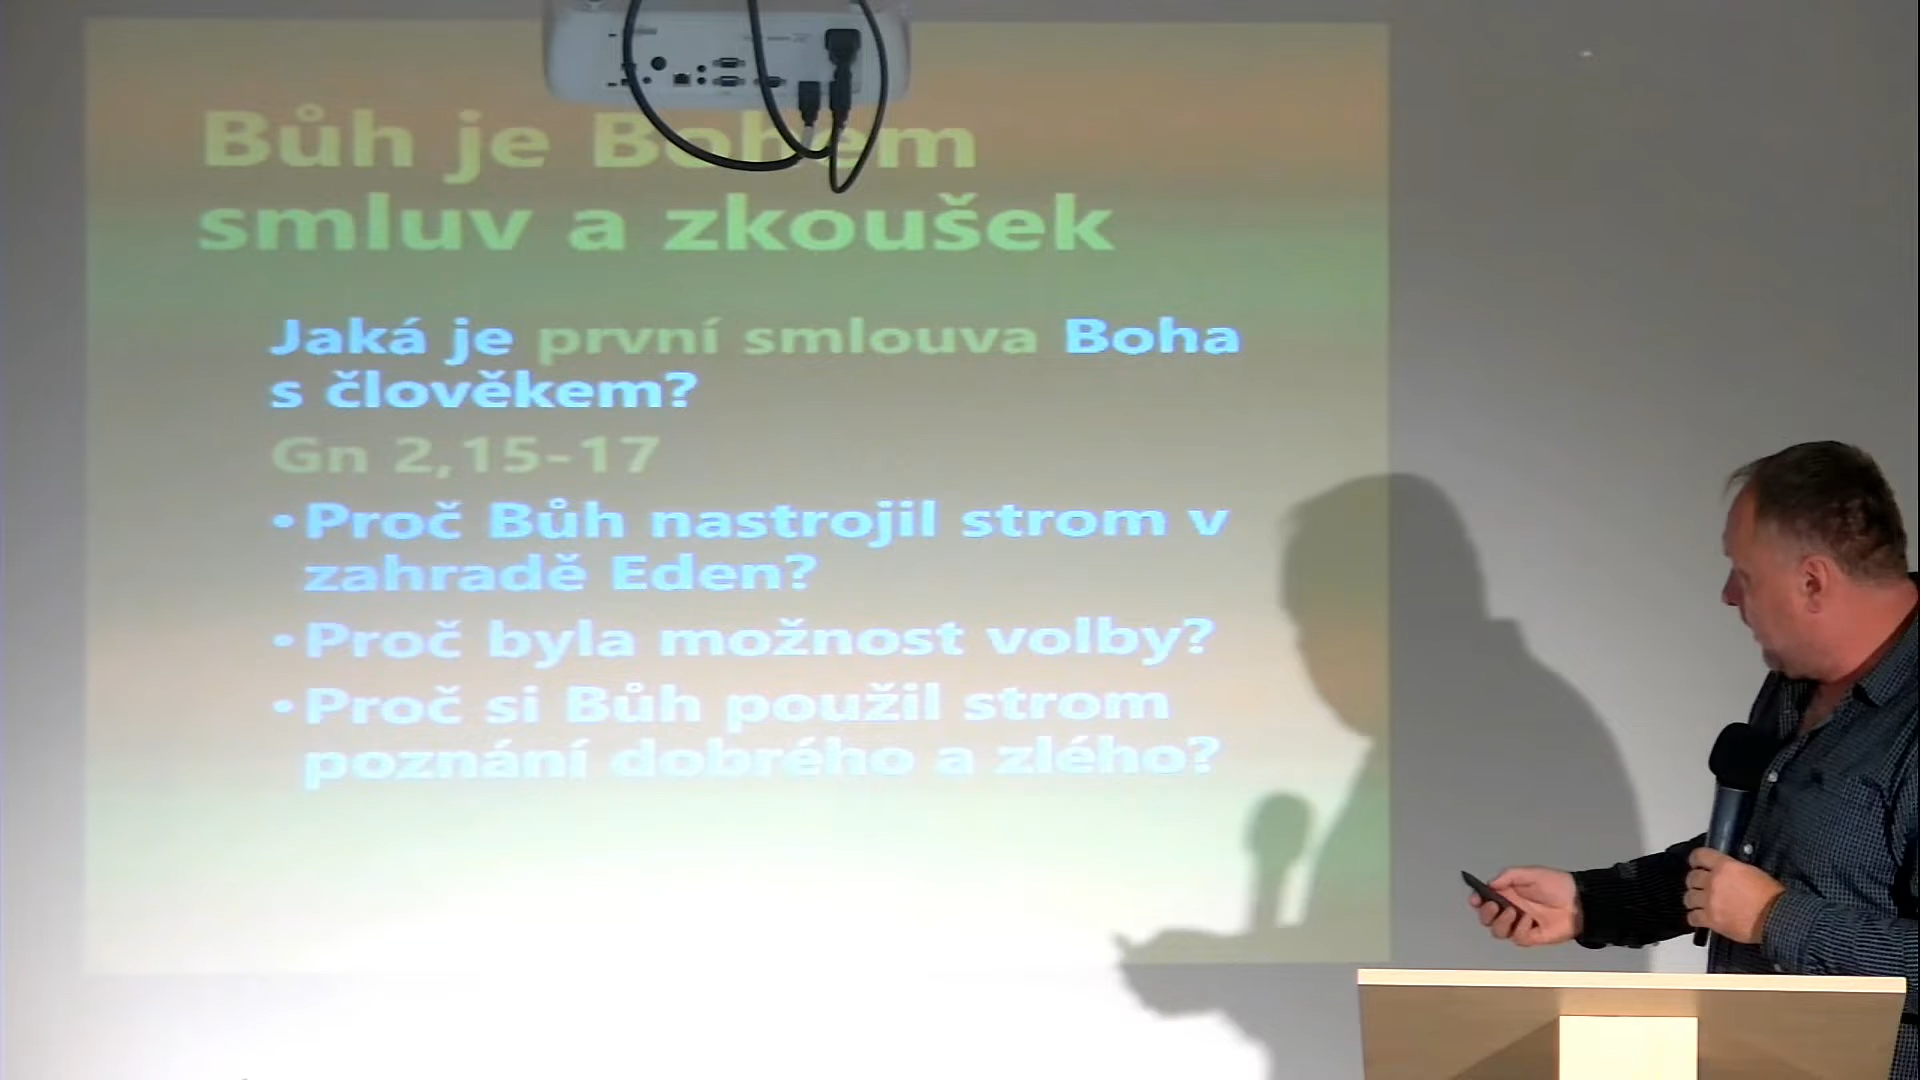 Bůh je Bohem
smluv a zkoušek
Jaká je první smlouva Boha
s člověkem?
Gn 2,15-17
•Proč Bůh nastrojil strom v
zahradě Eden?
•Proč byla možnost volby?
•Proč si Bůh použil strom
poznání dobrého a zlého?